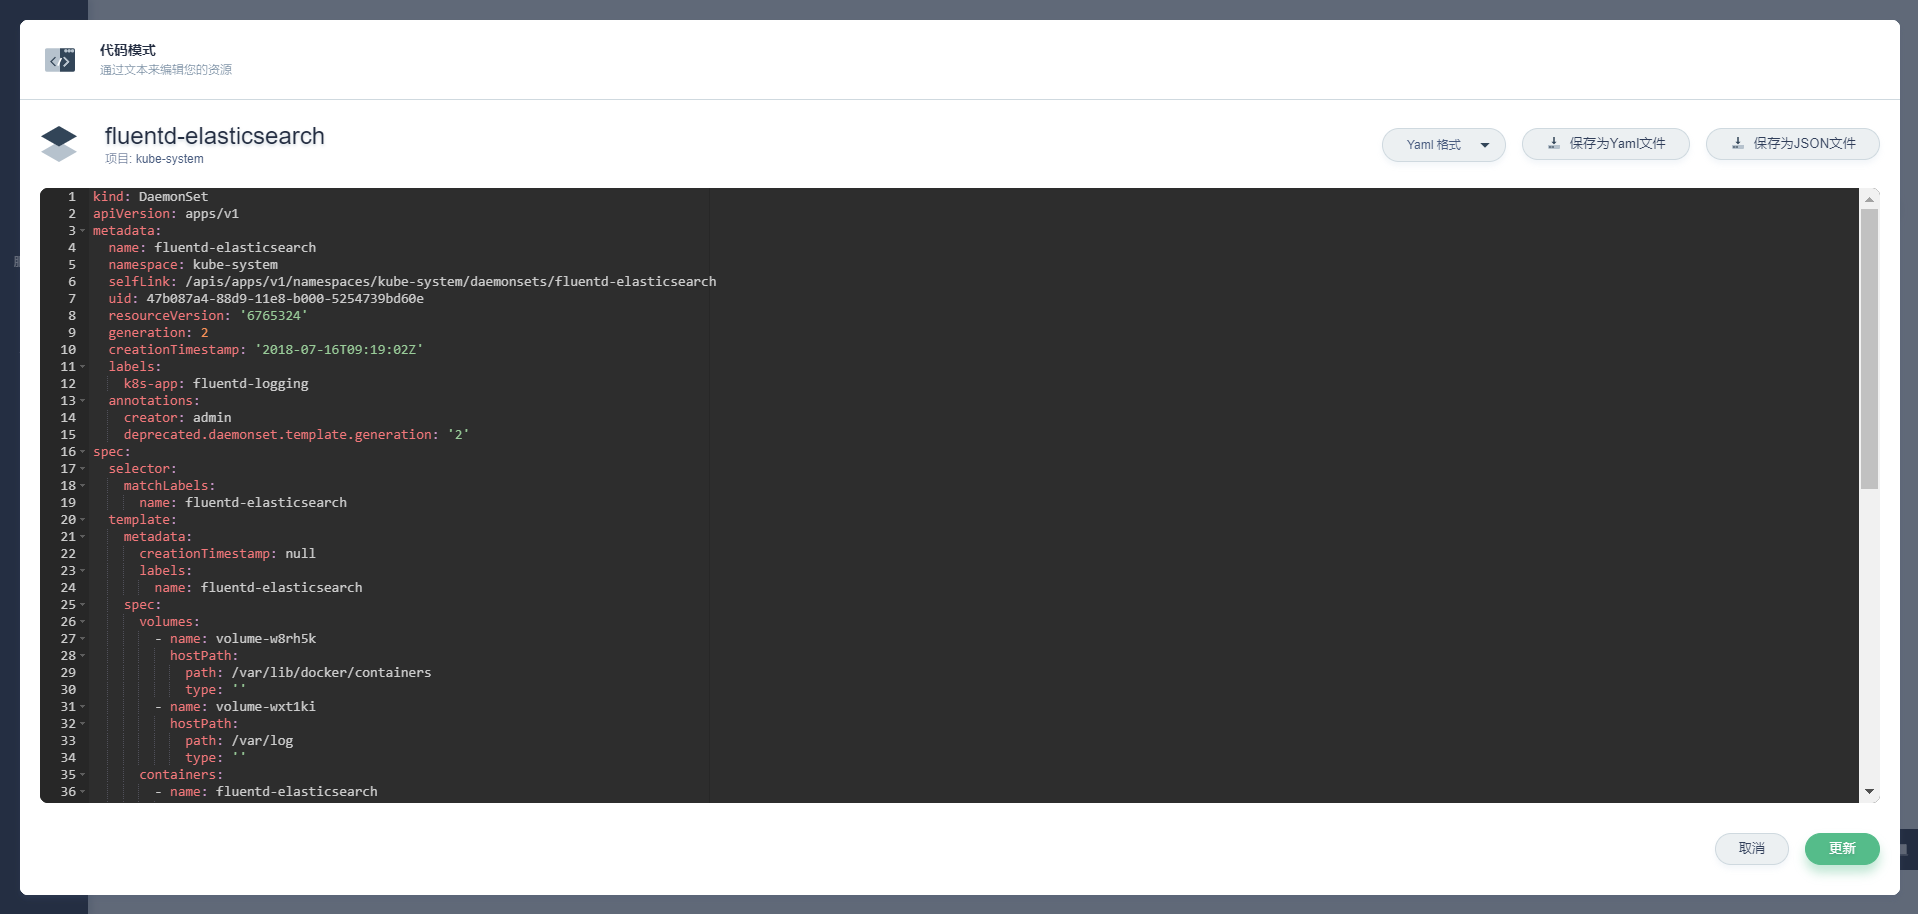 代码模式
通过文本来编辑您的资源
fluentd-elasticsearch
项目: kube-system
Yaml 格式
保存为Yaml文件
保存为JSON文件
1 kind: DaemonSet
2 apiVersion: apps/v1
3 metadata:
4 name: fluentd-elasticsearch
5 namespace: kube-system
6 selfLink: /apis/apps/v1/namespaces/kube-system/daemonsets/fluentd-elasticsearch
7 uid: 47b087a4-88d9-11e8-b000-5254739bd60e
8 resourceVersion: '6765324'
9 generation: 2
10 creationTimestamp: '2018-07-16T09:19:02Z'
11 labels:
12 k8s-app: fluentd-logging
13 annotations:
14 creator: admin
15 deprecated.daemonset.template.generation: '2'
16 spec:
17 selector:
18 matchLabels:
19 name: fluentd-elasticsearch
20 template:
21 metadata:
22 creationTimestamp: null
23 labels:
24 name: fluentd-elasticsearch
25 spec:
26 volumes:
27 - name: volume-w8rh5k
28 hostPath:
29 path: /var/lib/docker/containers
30 type: ''
31 - name: volume-wxt1ki
32 hostPath:
33 path: /var/log
34 type: ''
35 containers:
36 - name: fluentd-elasticsearch
取消
更新